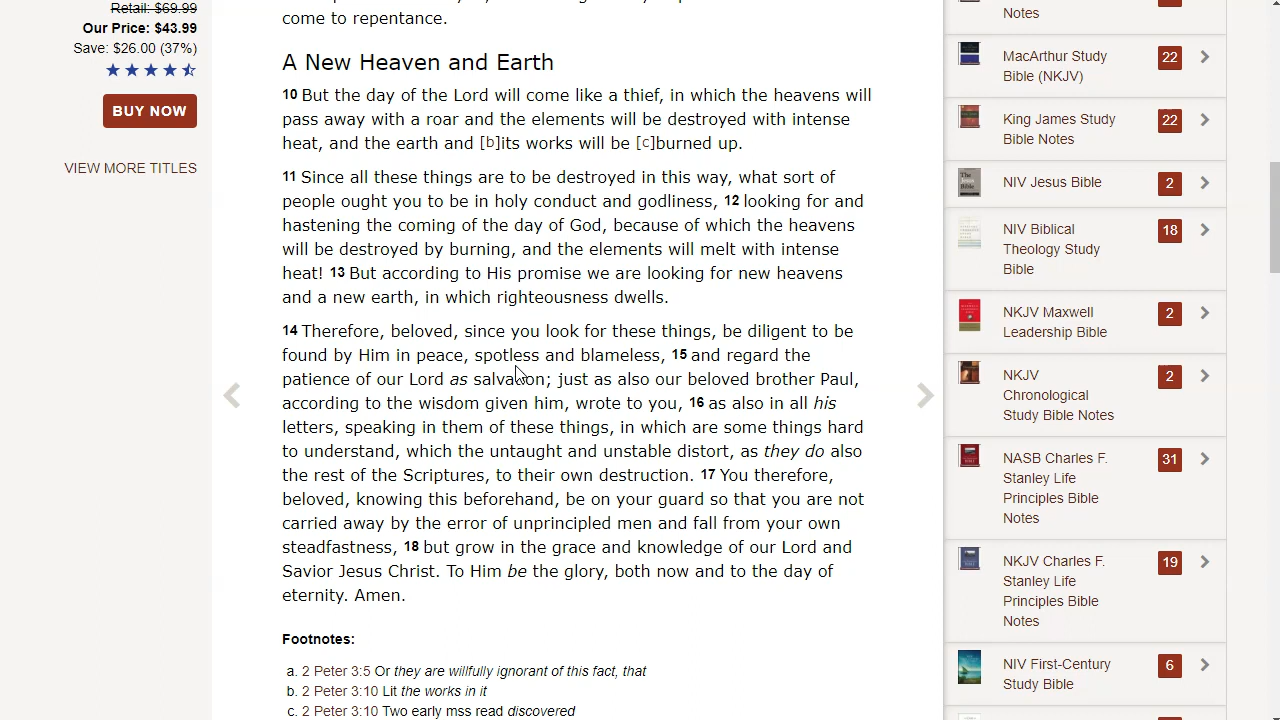 Retail: $69.99
Our Price: $43.99
Save: $26.00 (37%)
BUY NOW
VIEW MORE TITLES
come to repentance.
A New Heaven and Earth
10 But the day of the Lord will come like a thief, in which the heavens will
pass away with a roar and the elements will be destroyed with intense
heat, and the earth and [b]its works will be [c]burned up.
11 Since all these things are to be destroyed in this way, what sort of
people ought you to be in holy conduct and godliness, 12 looking for and
hastening the coming of the day of God, because of which the heavens
will be destroyed by burning, and the elements will melt with intense
heat! 13 But according to His promise we are looking for new heavens
and a new earth, in which righteousness dwells.
14 Therefore, beloved, since you look for these things, be diligent to be
found by Him in peace, spotless and blameless, 15 and regard the
patience of our Lord as salvation; just as also our beloved brother Paul,
according to the wisdom given him, wrote to you, 16 as also in all his
letters, speaking in them of these things, in which are some things hard
to understand, which the untaught and unstable distort, as they do also
the rest of the Scriptures, to their own destruction. 17 You therefore,
beloved, knowing this beforehand, be on your guard so that you are not
carried away by the error of unprincipled men and fall from your own
steadfastness, 18 but grow in the grace and knowledge of our Lord and
Savior Jesus Christ. To Him be the glory, both now and to the day of
eternity. Amen.
Footnotes:
a. 2 Peter 3:5 Or they are willfully ignorant of this fact, that
b. 2 Peter 3:10 Lit the works in it
c. 2 Peter 3:10 Two early mss read discovered
Notes
MacArthur Study 22
Bible (NKJV)
King James Study 22
Bible Notes
NIV Jesus Bible 2
NIV Biblical 18
Theology Study
Bible
NKJV Maxwell 2
Leadership Bible
NKJV 2
Chronological
Study Bible Notes
NASB Charles F. 31
Stanley Life
Principles Bible
Notes
NKJV Charles F. 19
Stanley Life
Principles Bible
Notes
NIV First-Century 6
Study Bible